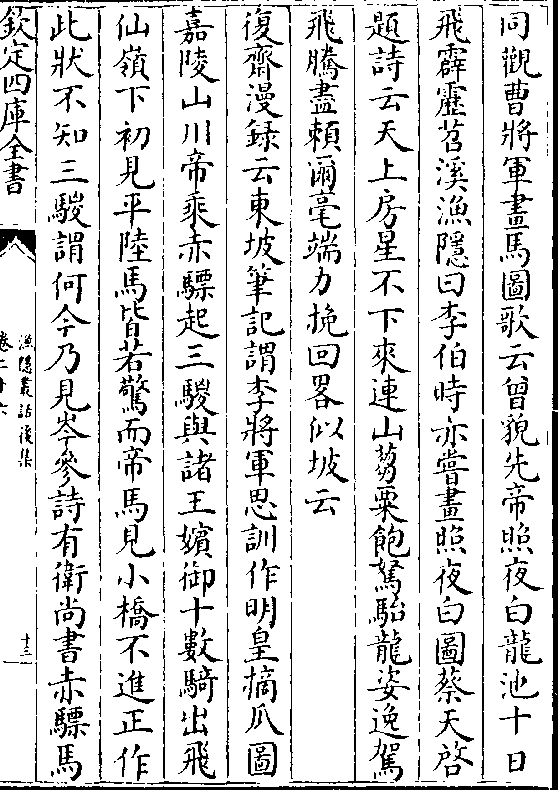 同觀曹將軍畫馬圖歌云曾貌先帝照夜白龍池十日
飛霹靂苕溪漁隱曰李伯時亦嘗畫照夜白圖蔡天啓
題詩云天上房星不下來連山蒭粟飽駑駘龍姿逸駕
飛騰盡頼爾毫端力挽回畧似坡云
復齋漫録云東坡筆記謂李將軍思訓作明皇摘瓜圖
嘉陵山川帝乘赤驃起三騣與諸王嬪御十數騎出飛
仙嶺下初見平陸馬皆若驚而帝馬見小橋不進正作
此狀不知三騣謂何今乃見岑參詩有衛尚書赤驃馬
欽定四庫全書
漁隱叢話後集
卷二十六
十三